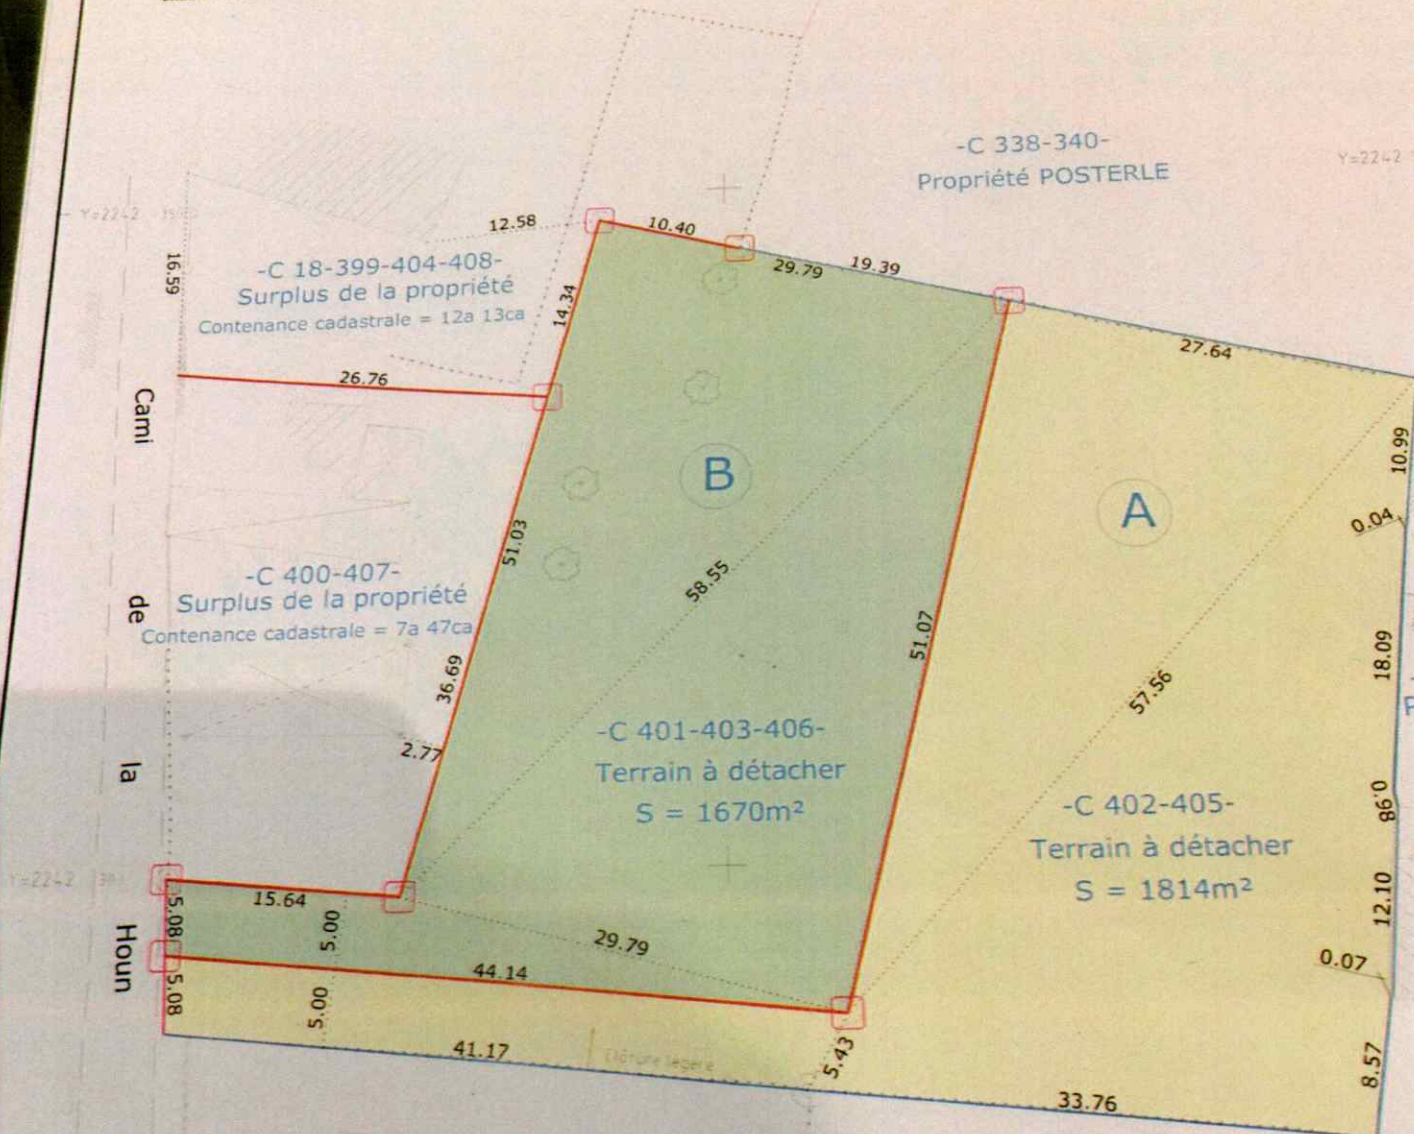 -C 338-340-
Propriété POSTERLE
Y=2242
Y=2242
12.58
10.40
29.79
19.39
16.59
-C 18-399-404-408-
Surplus de la propriété
Contenance cadastrale = 12a 13ca
14.34
27.64
26.76
Cami
10.99
B
A
0.04
51.03
58.55
-C 400-407-
Surplus de la propriété
Contenance cadastrale = 7a 47ca
de
51.07
18.09
36.69
57.56
2.77
-C 401-403-406-
Terrain à détacher
S = 1670m²
la
0.98
-C 402-405-
Terrain à détacher
S = 1814m²
Y=2242
15.64
5.08
5.00
29.79
12.10
Houn
44.14
0.07
5.08
5.00
41.17
Clôture légère
5.43
8.57
33.76